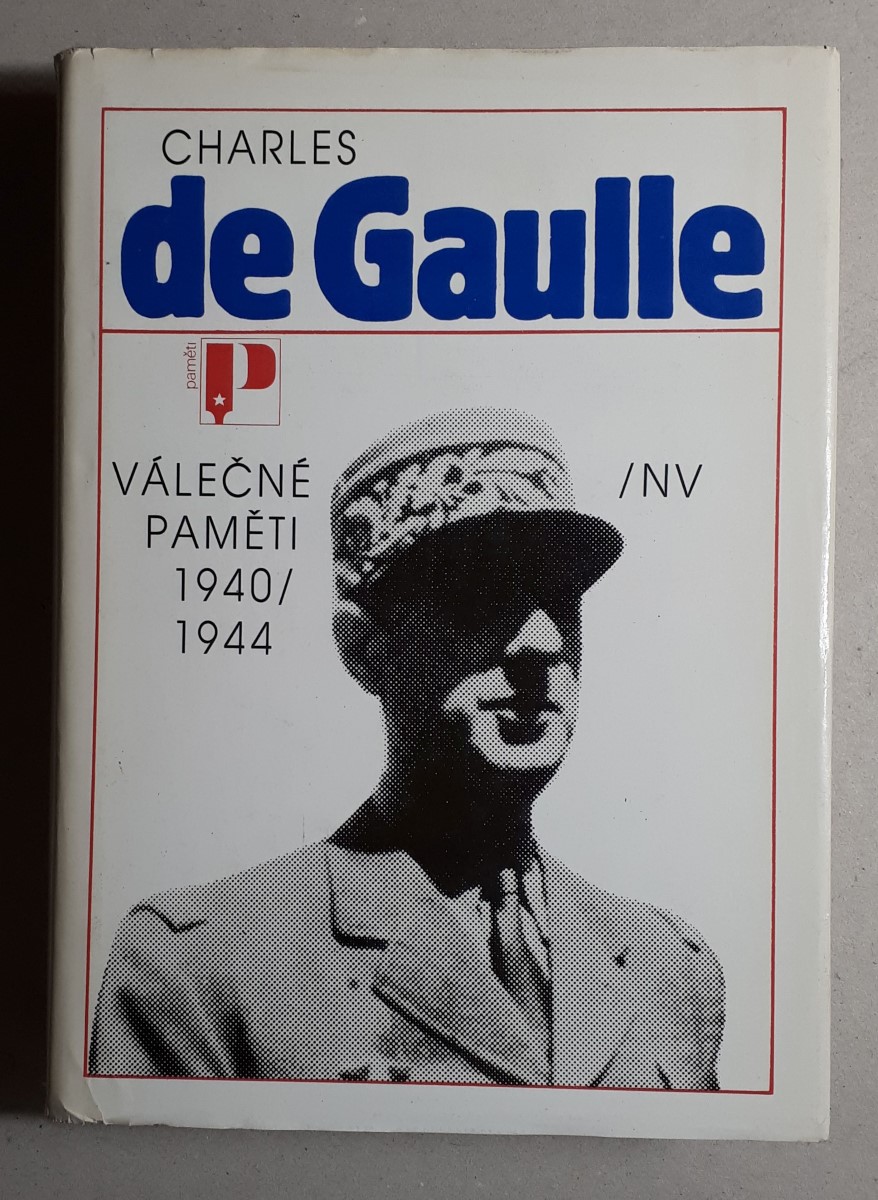 CHARLES
de Gaulle
paměti
P
VÁLEČNÉ
PAMĚTI
1940/
1944
/NV